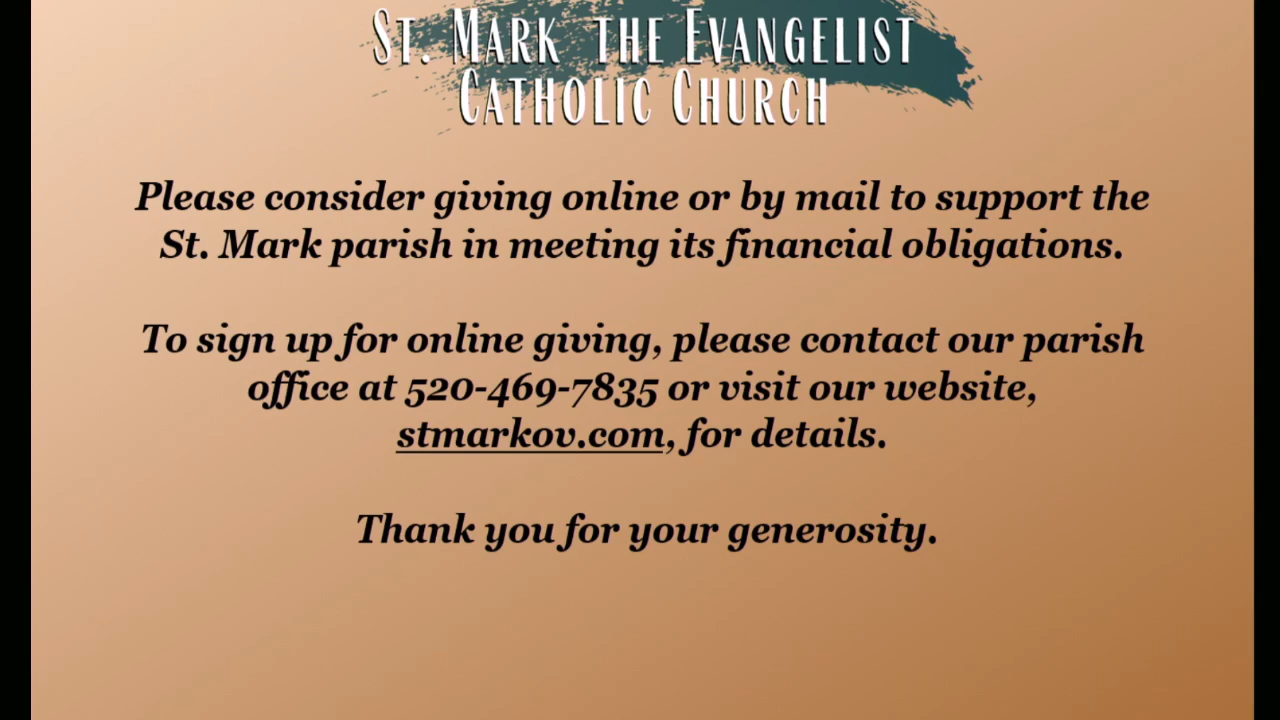 St. Mark the Evangelist
Catholic Church
Please consider giving online or by mail to support the
St. Mark parish in meeting its financial obligations.
To sign up for online giving, please contact our parish
office at 520-469-7835 or visit our website,
stmarkov.com, for details.
Thank you for your generosity.